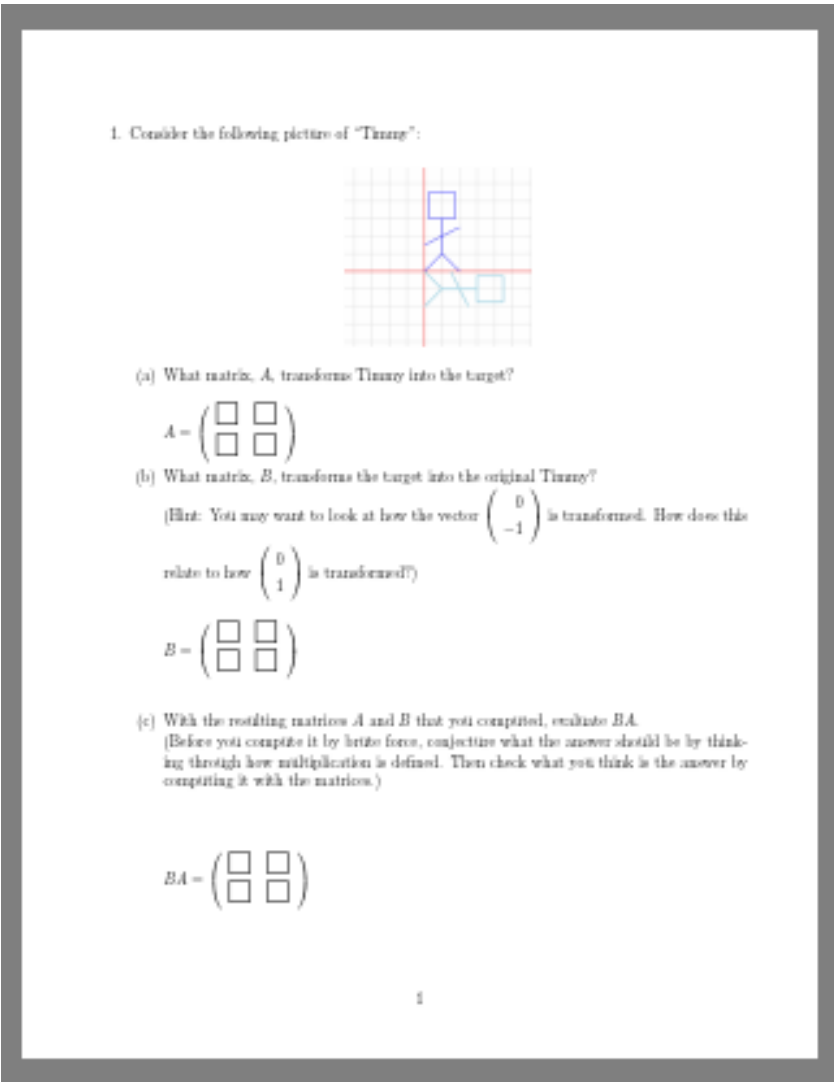 1. Consider the following picture of “Timmy”:
(a) What matrix, A, transforms Timmy into the target?
A = ( □ □ □ □ )
(b) What matrix, B, transforms the target into the original Timmy?
(Hint: You may want to look at how the vector ( 0 −1 ) is transformed. How does this
relate to how ( 0 1 ) is transformed?)
B = ( □ □ □ □ )
(c) With the resulting matrices A and B that you computed, evaluate BA.
(Before you compute it by brute force, conjecture what the answer should be by think-
ing through how multiplication is defined. Then check what you think is the answer by
computing it with the matrices.)
BA = ( □ □ □ □ )
1